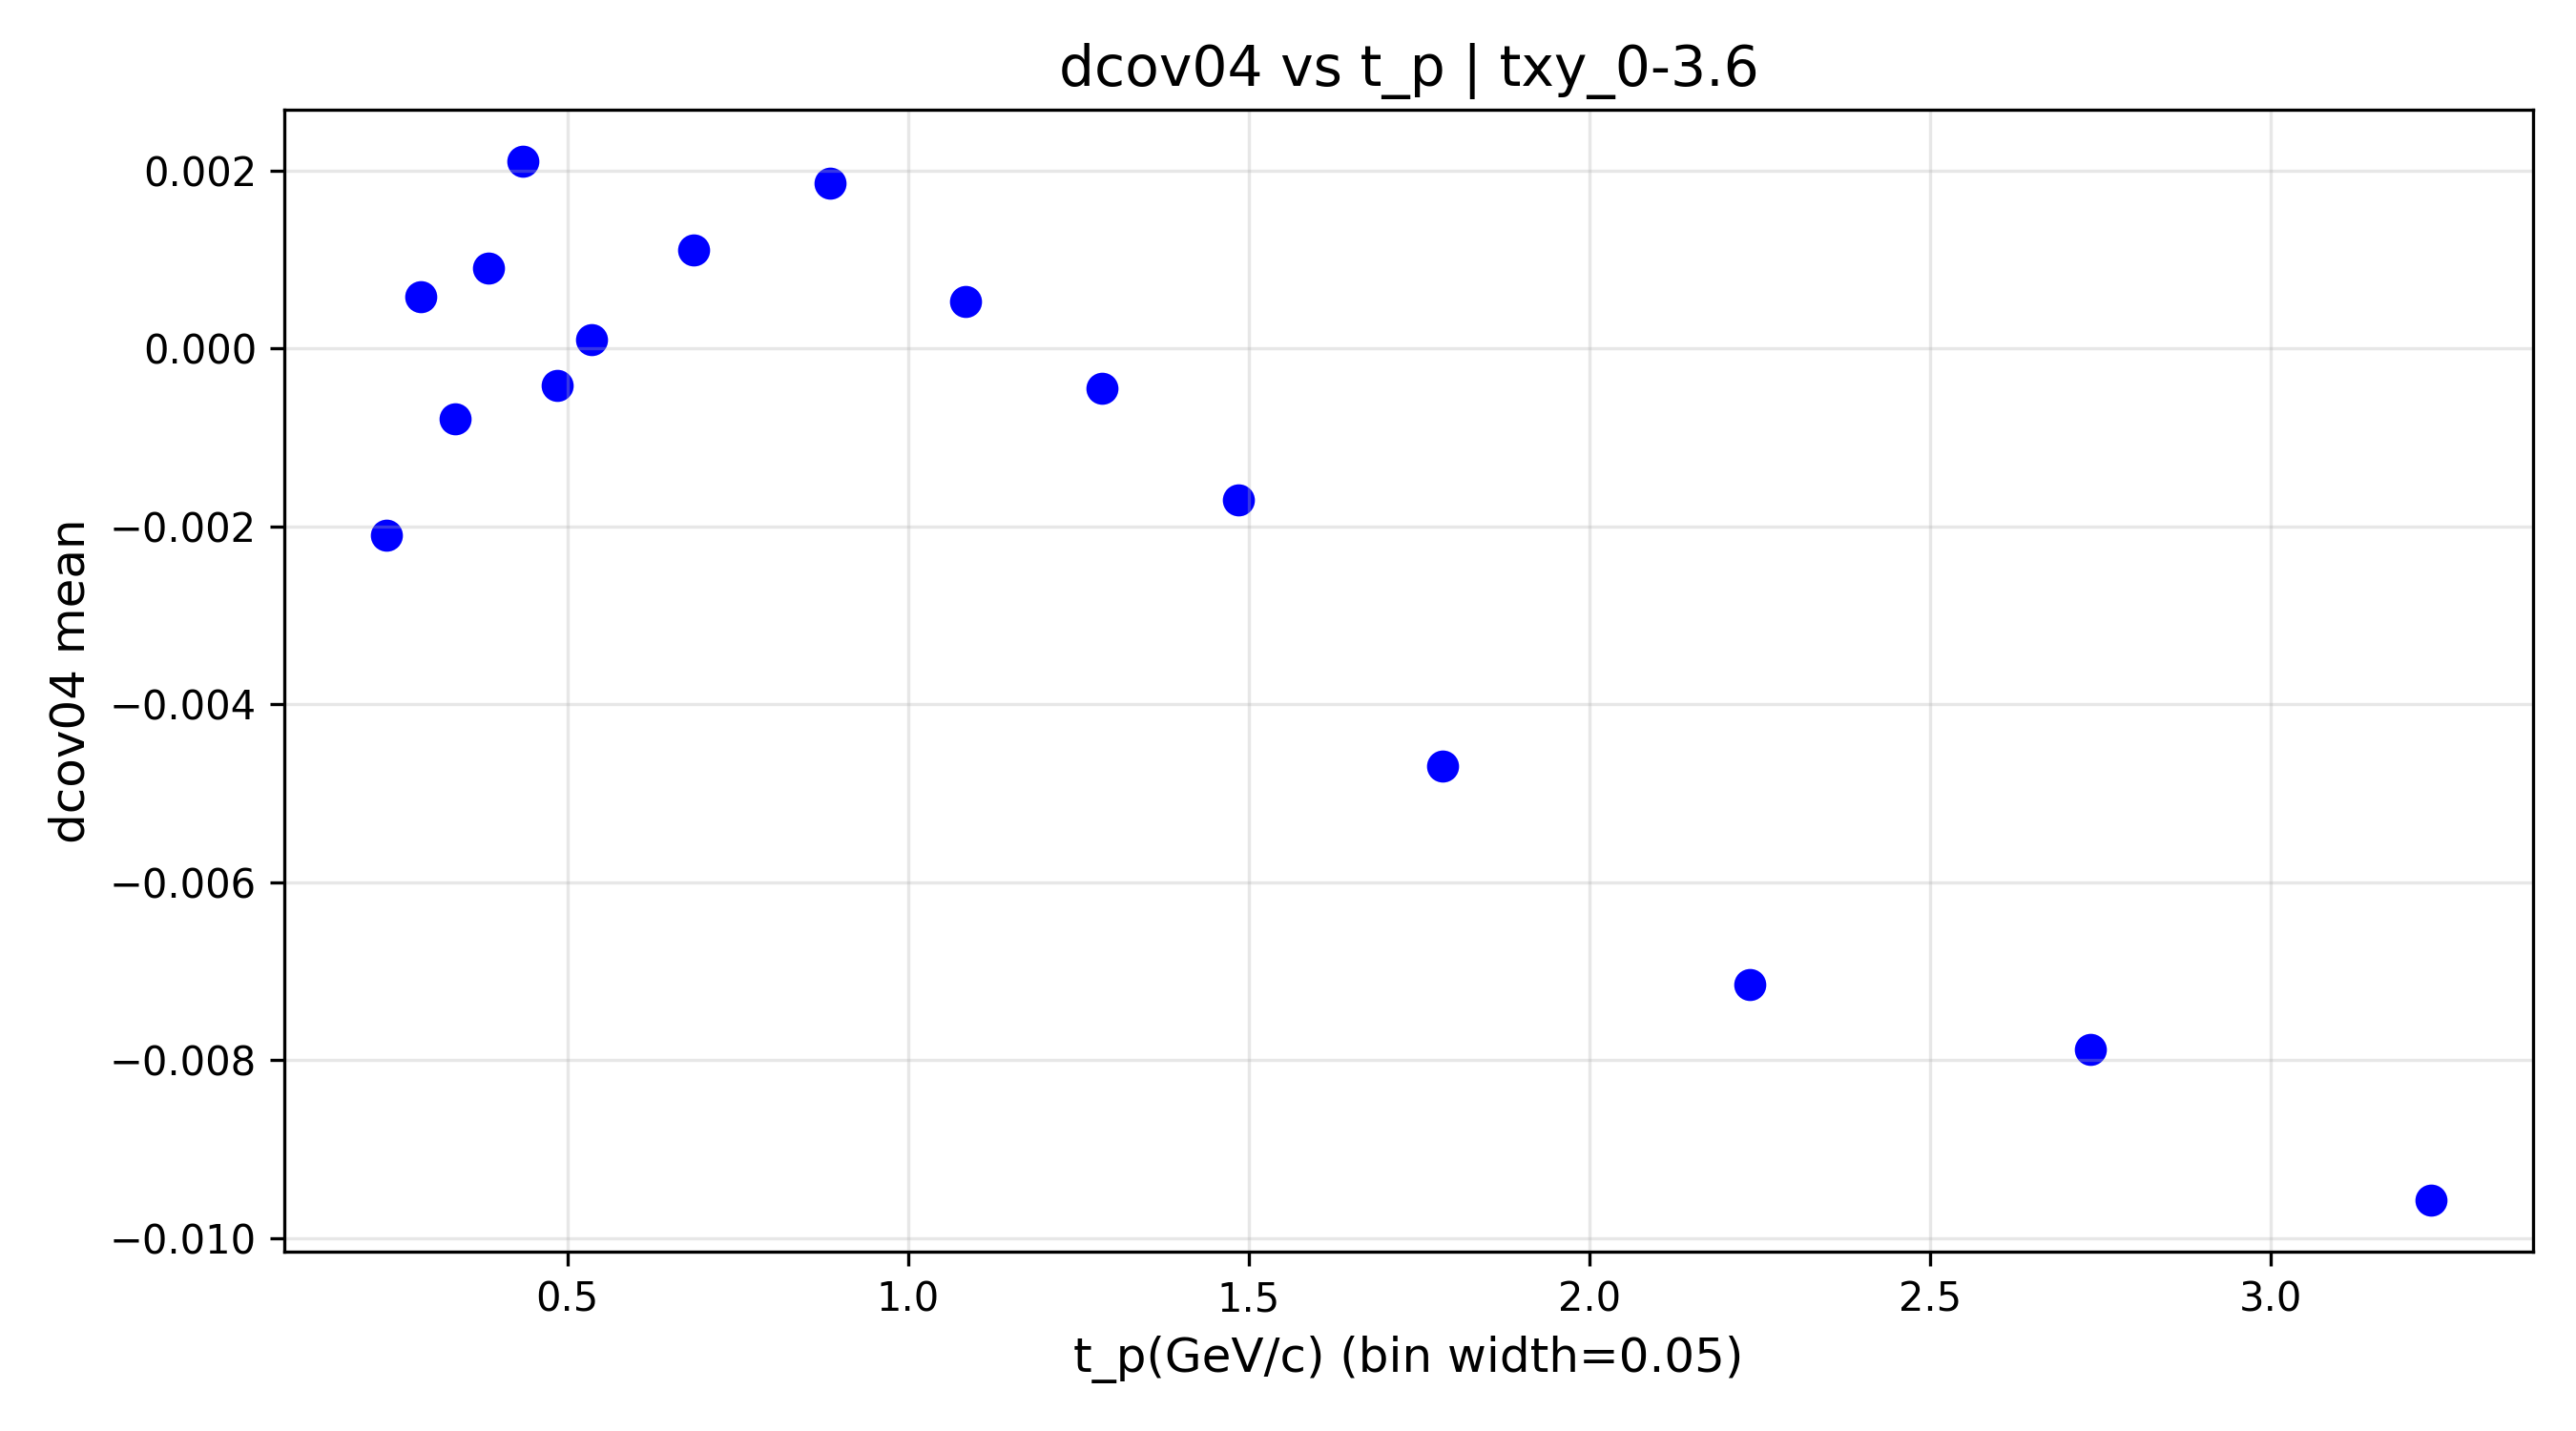 dcov04 vs t_p | txy_0-3.6
dcov04 mean
0.002
0.000
−0.002
−0.004
−0.006
−0.008
−0.010
0.5 1.0 1.5 2.0 2.5 3.0
t_p(GeV/c) (bin width=0.05)